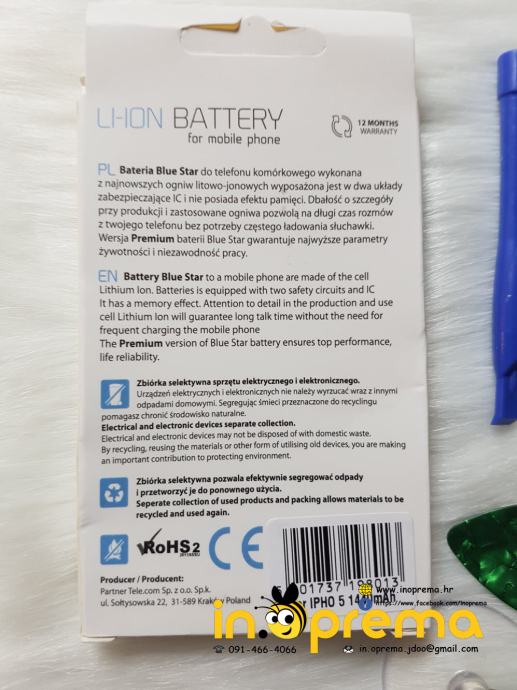 LI-ION BATTERY
for mobile phone
12 MONTHS
WARRANTY
PL Bateria Blue Star do telefonu komórkowego wykonana
z najnowszych ogniw litowo-jonowych wyposażona jest w dwa układy
zabezpieczające IC i nie posiada efektu pamięci. Dbałość o szczegóły
przy produkcji i zastosowane ogniwa pozwolą na długi czas rozmów
z twojego telefonu bez potrzeby częstego ładowania słuchawki.
Wersja Premium baterii Blue Star gwarantuje najwyższe parametry
żywotności i niezawodności pracy.
EN Battery Blue Star to a mobile phone are made of the cell
Lithium Ion. Batteries is equipped with two safety circuits and IC
It has a memory effect. Attention to detail in the production and use
cell Lithium Ion will guarantee long talk time without the need for
frequent charging the mobile phone
The Premium version of Blue Star battery ensures top performance,
life reliability.
Zbiórka selektywna sprzętu elektrycznego i elektronicznego.
Urządzeń elektrycznych i elektronicznych nie należy wyrzucać wraz z innymi
odpadami domowymi. Segregując śmieci przeznaczone do recyklingu
pomagasz chronić środowisko naturalne.
Electrical and electronic devices separate collection.
Electrical and electronic devices may not be disposed of with domestic waste.
By recycling, reusing the materials or other form of utilising old devices, you are making
an important contribution to protecting environment.
Zbiórka selektywna pozwala efektywnie segregować odpady
i przetworzyć je do ponownego użycia.
Seperate collection of used products and packing allows materials to be
recycled and used again.
RoHS2 CE
Producer / Producent:
Partner Tele.com Sp. z o.o. Sp.k.
ul. Sołtysowska 22, 31-589 Kraków Poland
IPHO 5
www.inoprema.hr
https://www.facebook.com/inoprema
in.oprema
091-466-4066
in.oprema.jdoo@gmail.com